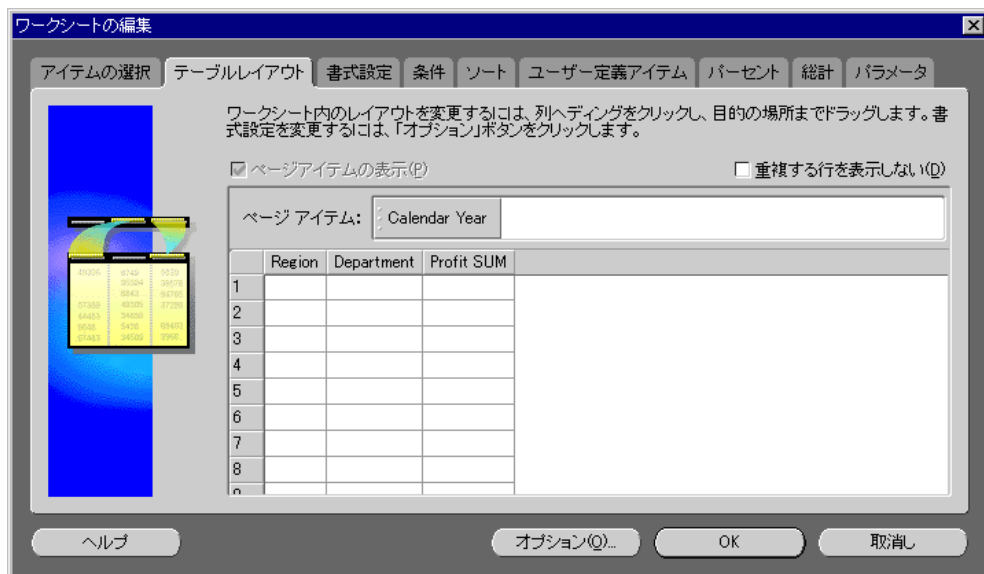 ワークシートの編集
アイテムの選択 テーブルレイアウト 書式設定 条件 ソート ユーザー定義アイテム パーセント 総計 パラメータ
ワークシート内のレイアウトを変更するには、列ヘディングをクリックし、目的の場所までドラッグします。書
式設定を変更するには、「オプション」ボタンをクリックします。
ページアイテムの表示(P) 重複する行を表示しない(D)
ページ アイテム: Calendar Year
Region Department Profit SUM
1
2
3
4
5
6
7
8
ヘルプ オプション(O)... OK 取消し